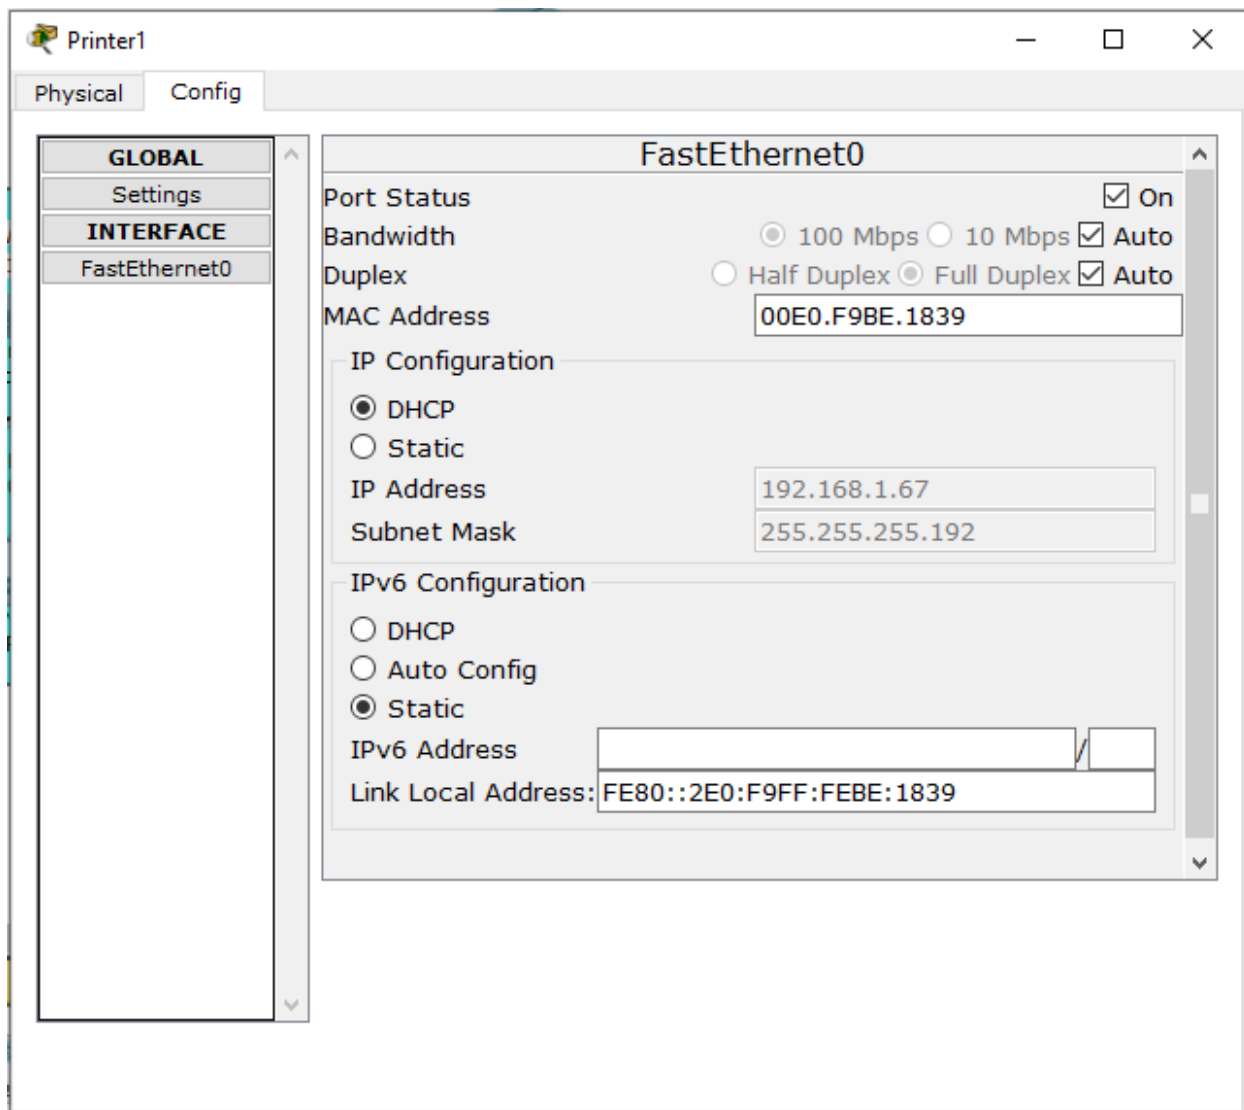 Printer1
Physical Config
GLOBAL
Settings
INTERFACE
FastEthernet0
FastEthernet0
Port Status On
Bandwidth 100 Mbps 10 Mbps Auto
Duplex Half Duplex Full Duplex Auto
MAC Address 00E0.F9BE.1839
IP Configuration
DHCP
Static
IP Address 192.168.1.67
Subnet Mask 255.255.255.192
IPv6 Configuration
DHCP
Auto Config
Static
IPv6 Address /
Link Local Address: FE80::2E0:F9FF:FEBE:1839